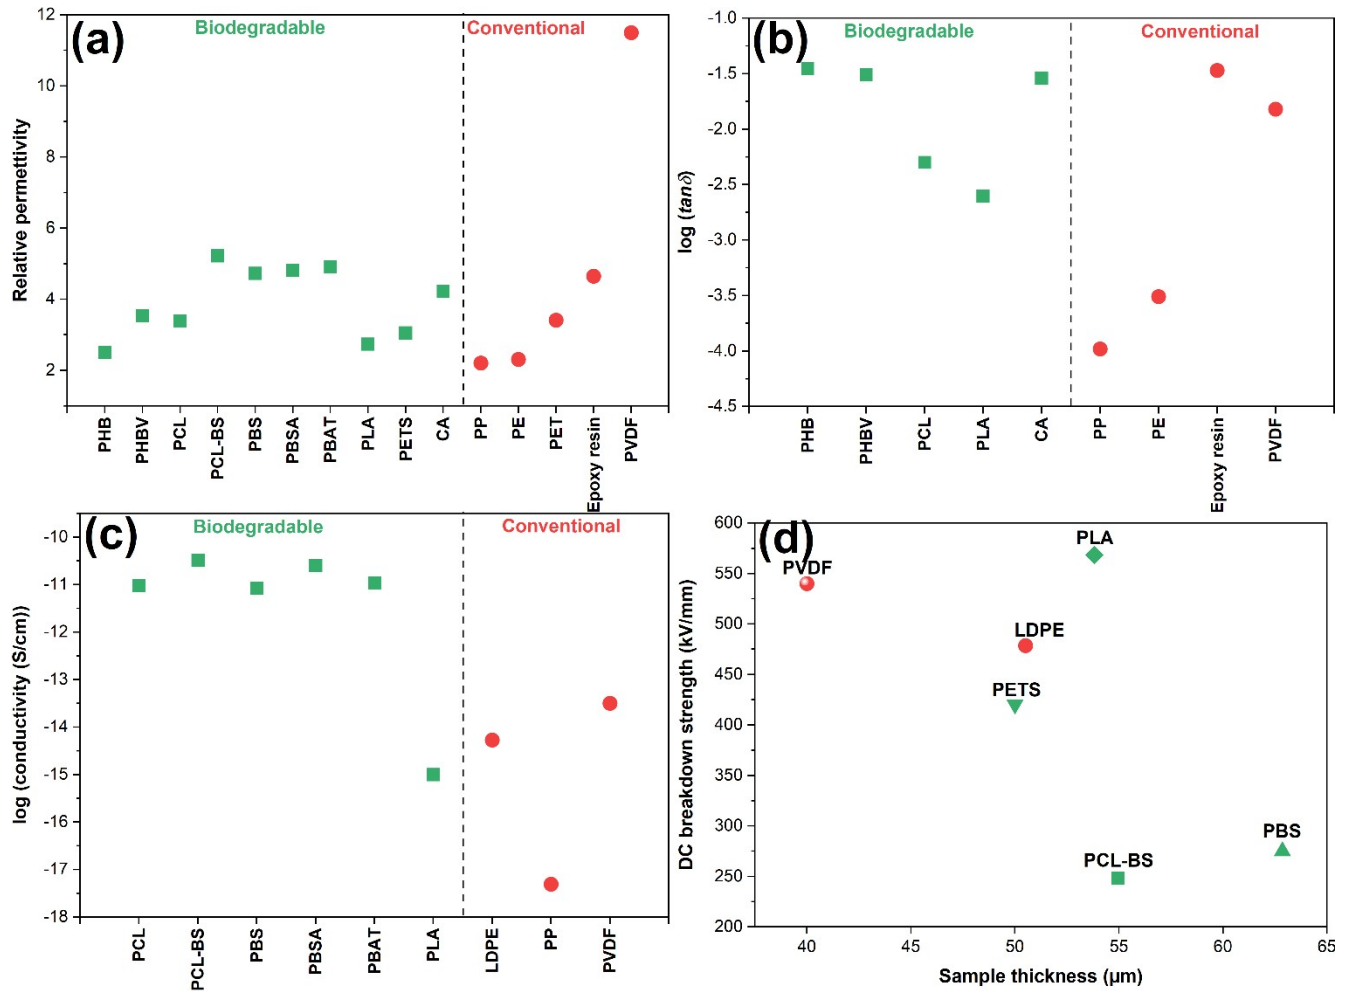 (a)
Biodegradable
Conventional
Relative permettivity
12
10
8
6
4
2
PHB
PHBV
PCL
PCL-BS
PBS
PBSA
PBAT
PLA
PETS
CA
PP
PE
PET
Epoxy resin
PVDF
(b)
Biodegradable
Conventional
log (tanδ)
-1.0
-1.5
-2.0
-2.5
-3.0
-3.5
-4.0
-4.5
PHB
PHBV
PCL
PLA
CA
PP
PE
Epoxy resin
PVDF
(c)
Biodegradable
Conventional
log (conductivity (S/cm))
-10
-11
-12
-13
-14
-15
-16
-17
-18
PCL
PCL-BS
PBS
PBSA
PBAT
PLA
LDPE
PP
PVDF
(d)
DC breakdown strength (kV/mm)
600
550
500
450
400
350
300
250
200
PLA
PVDF
LDPE
PETS
PBS
PCL-BS
40
45
50
55
60
65
Sample thickness (μm)